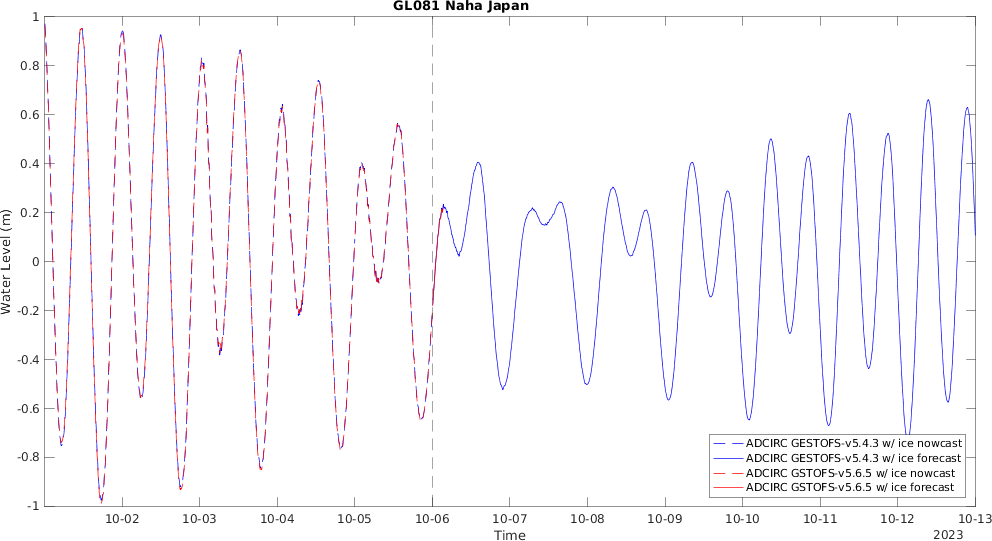 GL081 Naha Japan
1
0.8
0.6
0.4
0.2
0
-0.2
-0.4
-0.6
-0.8
-1
Water Level (m)
ADCIRC GESTOFS-v5.4.3 w/ ice nowcast
ADCIRC GESTOFS-v5.4.3 w/ ice forecast
ADCIRC GSTOFS-v5.6.5 w/ ice nowcast
ADCIRC GSTOFS-v5.6.5 w/ ice forecast
10-02 10-03 10-04 10-05 10-06 10-07 10-08 10-09 10-10 10-11 10-12 10-13
Time
2023